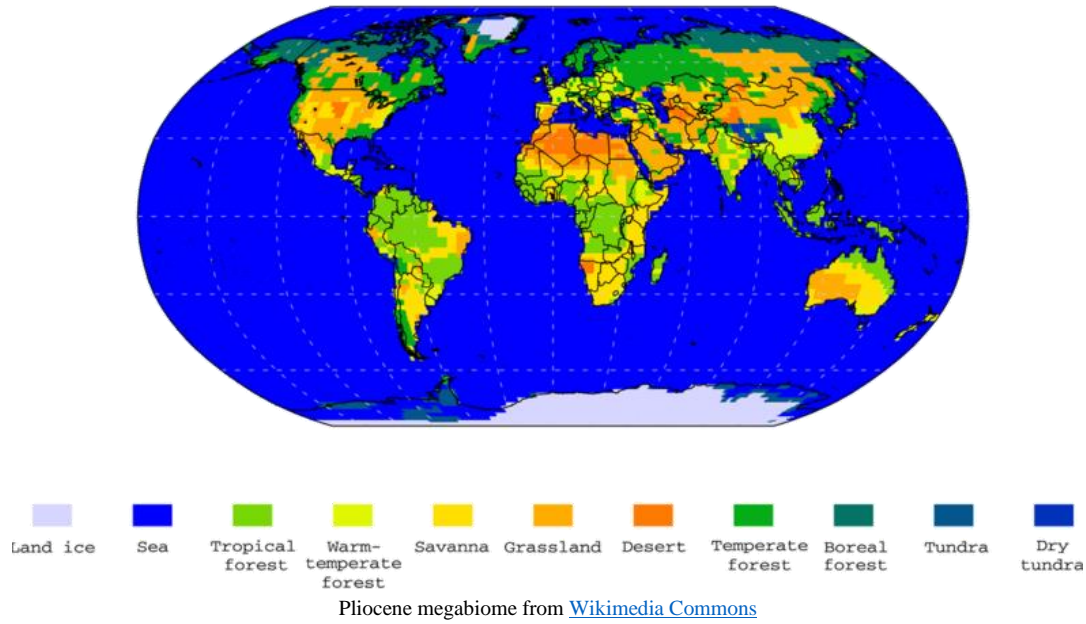 Land ice
Sea
Tropical
forest
Warm-
temperate
forest
Savanna
Grassland
Desert
Temperate
forest
Boreal
forest
Tundra
Dry
tundra
Pliocene megabiome from Wikimedia Commons